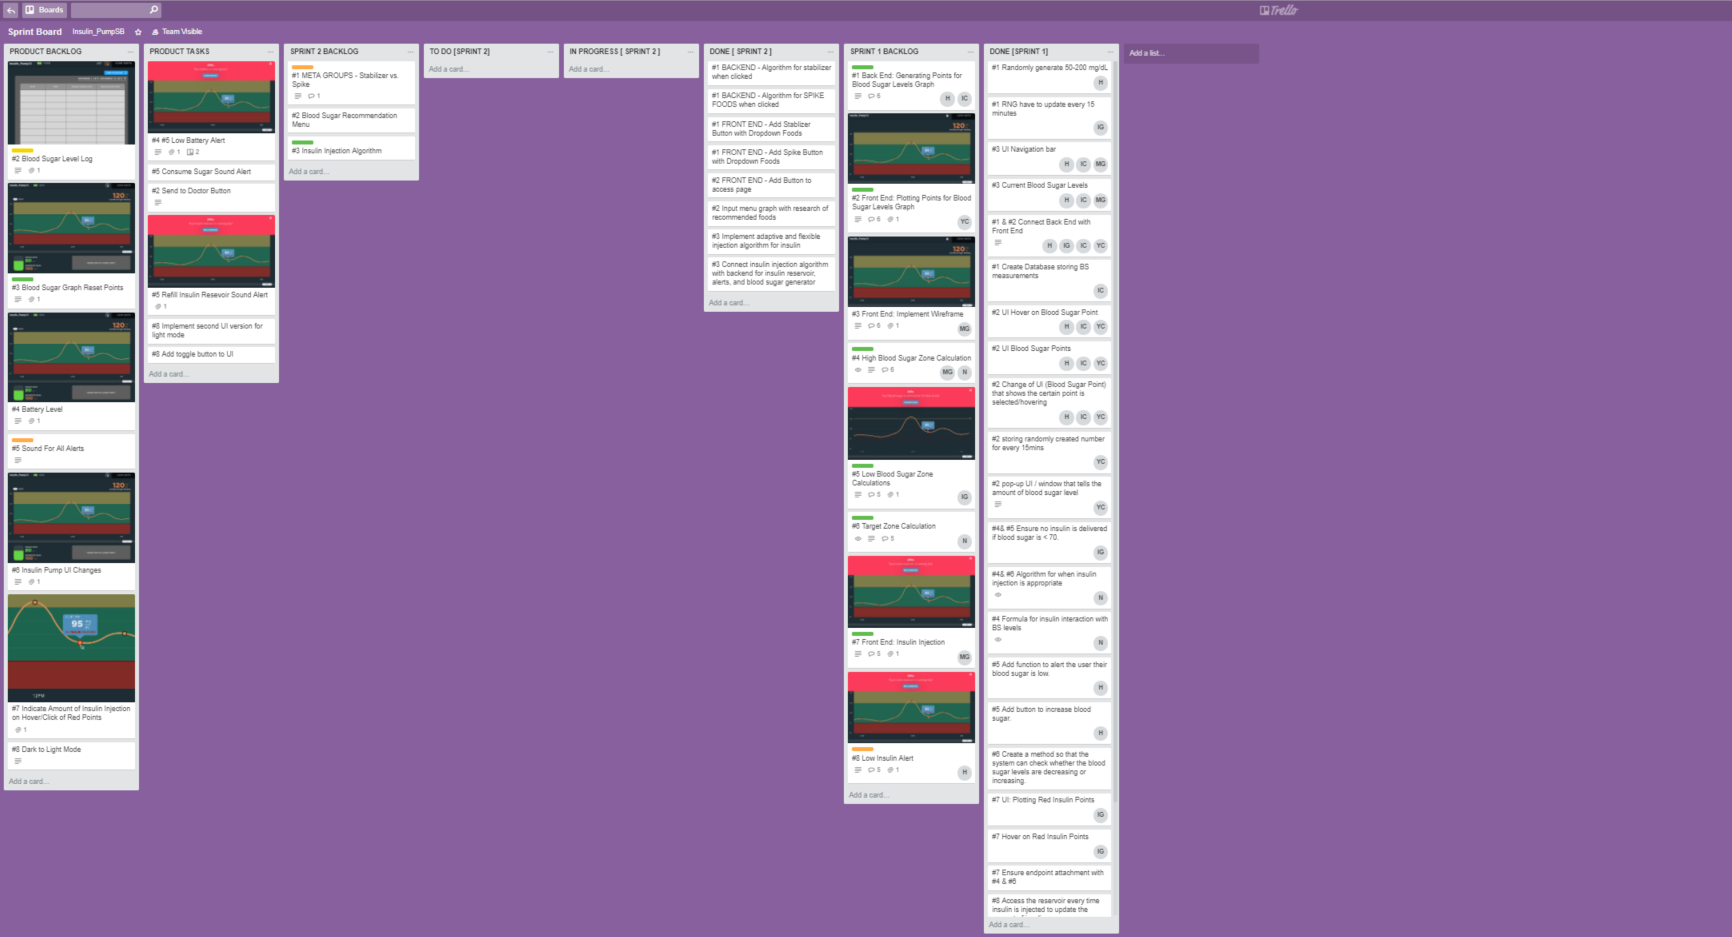 Boards
Trello
Sprint Board
Insulin_PumpSB
Team Visible
PRODUCT BACKLOG
#2 Blood Sugar Level Log
1
120
#3 Blood Sugar Graph Reset Points
1
120
#4 Battery Level
1
#5 Sound For All Alerts
120
#6 Insulin Pump UI Changes
1
95
12PM
#7 Indicate Amount of Insulin Injection
on Hover/Click of Red Points
1
#8 Dark to Light Mode
Add a card...
PRODUCT TASKS
#4 #5 Low Battery Alert
1
2
#5 Consume Sugar Sound Alert
#2 Send to Doctor Button
#5 Refill Insulin Resevoir Sound Alert
1
#8 Implement second UI version for
light mode
#8 Add toggle button to UI
Add a card...
SPRINT 2 BACKLOG
#1 META GROUPS - Stabilizer vs.
Spike
1
#2 Blood Sugar Recommendation
Menu
#3 Insulin Injection Algorithm
Add a card...
TO DO [SPRINT 2]
Add a card...
IN PROGRESS [ SPRINT 2 ]
Add a card...
DONE [ SPRINT 2 ]
#1 BACKEND - Algorithm for stabilizer
when clicked
#1 BACKEND - Algorithm for SPIKE
FOODS when clicked
#1 FRONT END - Add Stablizer
Button with Dropdown Foods
#1 FRONT END - Add Spike Button
with Dropdown Foods
#2 FRONT END - Add Button to
access page
#2 Input menu graph with research of
recommended foods
#3 Implement adaptive and flexible
injection algorithm for insulin
#3 Connect insulin injection algorithm
with backend for insulin reservoir,
alerts, and blood sugar generator
Add a card...
SPRINT 1 BACKLOG
#1 Back End: Generating Points for
Blood Sugar Levels Graph
6
H IC
120
#2 Front End: Plotting Points for Blood
Sugar Levels Graph
6
1
YC
120
#3 Front End: Implement Wireframe
6
1
MG
#4 High Blood Sugar Zone Calculation
6
MG N
#5 Low Blood Sugar Zone
Calculations
5
1
IG
#6 Target Zone Calculation
5
N
#7 Front End: Insulin Injection
5
1
MG
#8 Low Insulin Alert
5
1
H
Add a card...
DONE [SPRINT 1]
#1 Randomly generate 50-200 mg/dL
H
#1 RNG have to update every 15
minutes
IG
#3 UI Navigation bar
H IC MG
#3 Current Blood Sugar Levels
H IC MG
#1 & #2 Connect Back End with
Front End
H IG IC YC
#1 Create Database storing BS
measurements
IC
#2 UI Hover on Blood Sugar Point
H IC YC
#2 UI Blood Sugar Points
H IC YC
#2 Change of UI (Blood Sugar Point)
that shows the certain point is
selected/hovering
H IC YC
#2 storing randomly created number
for every 15mins
YC
#2 pop-up UI / window that tells the
amount of blood sugar level
YC
#4& #5 Ensure no insulin is delivered
if blood sugar is < 70.
IG
#4& #6 Algorithm for when insulin
injection is appropriate
N
#4 Formula for insulin interaction with
BS levels
N
#5 Add function to alert the user their
blood sugar is low.
H
#5 Add button to increase blood
sugar.
H
#6 Create a method so that the
system can check whether the blood
sugar levels are decreasing or
increasing.
#7 UI: Plotting Red Insulin Points
IG
#7 Hover on Red Insulin Points
IG
#7 Ensure endpoint attachment with
#4 & #6
#8 Access the reservoir every time
insulin is injected to update the
Add a card...
Add a list...